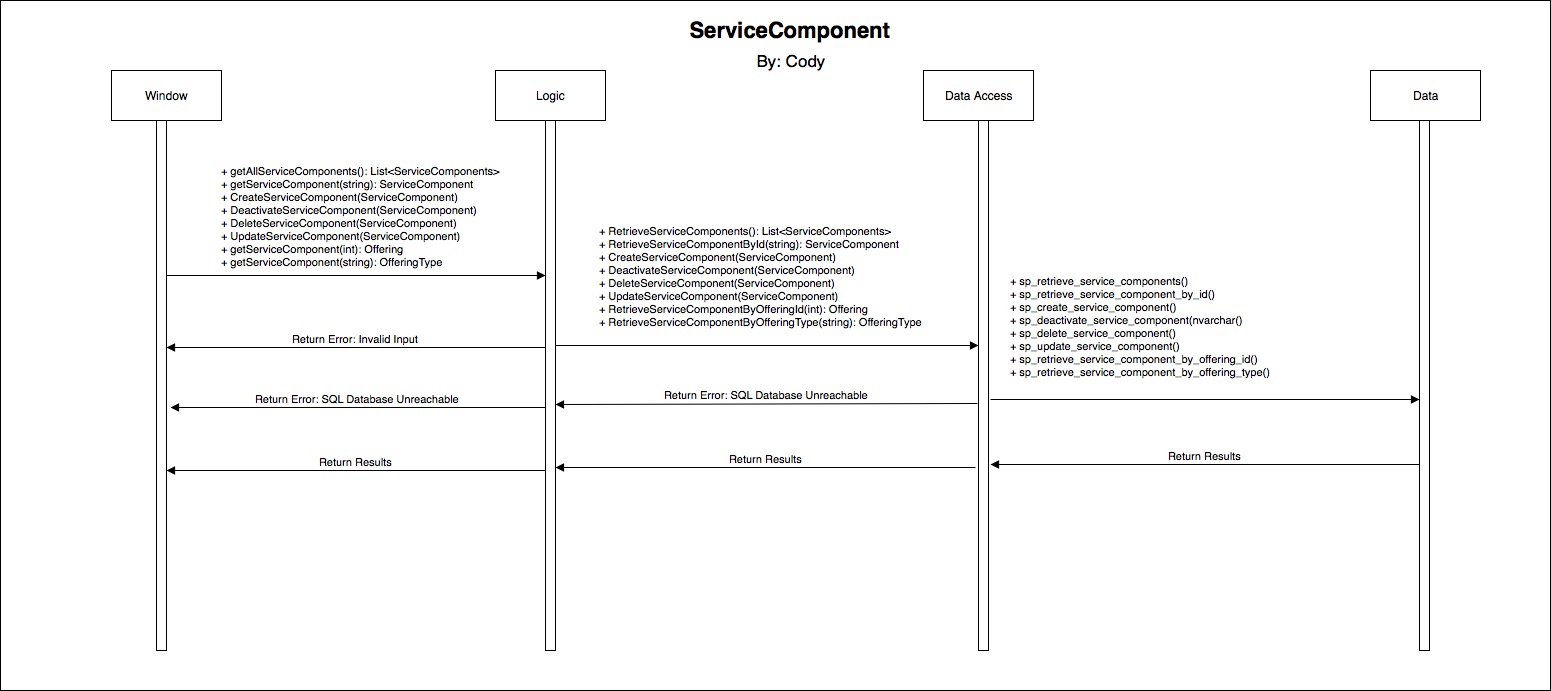 ServiceComponent
By: Cody
Window
Logic
Data Access
Data
+ getAllServiceComponents(): List<ServiceComponents>
+ getServiceComponent(string): ServiceComponent
+ CreateServiceComponent(ServiceComponent)
+ DeactivateServiceComponent(ServiceComponent)
+ DeleteServiceComponent(ServiceComponent)
+ UpdateServiceComponent(ServiceComponent)
+ getServiceComponent(int): Offering
+ getServiceComponent(string): OfferingType
+ RetrieveServiceComponents(): List<ServiceComponents>
+ RetrieveServiceComponentById(string): ServiceComponent
+ CreateServiceComponent(ServiceComponent)
+ DeactivateServiceComponent(ServiceComponent)
+ DeleteServiceComponent(ServiceComponent)
+ UpdateServiceComponent(ServiceComponent)
+ RetrieveServiceComponentByOfferingId(int): Offering
+ RetrieveServiceComponentByOfferingType(string): OfferingType
+ sp_retrieve_service_components()
+ sp_retrieve_service_component_by_id()
+ sp_create_service_component()
+ sp_deactivate_service_component(nvarchar()
+ sp_delete_service_component()
+ sp_update_service_component()
+ sp_retrieve_service_component_by_offering_id()
+ sp_retrieve_service_component_by_offering_type()
Return Error: Invalid Input
Return Error: SQL Database Unreachable
Return Error: SQL Database Unreachable
Return Results
Return Results
Return Results